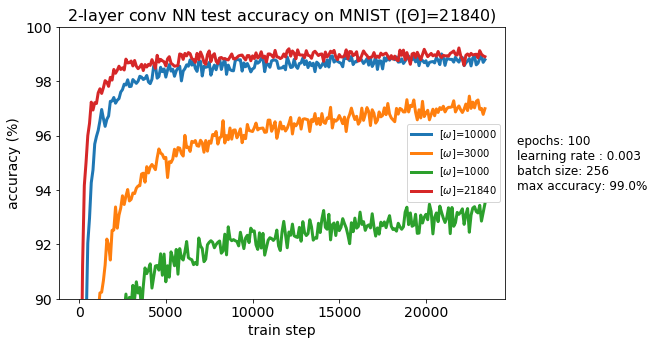 2-layer conv NN test accuracy on MNIST ([Θ]=21840)
accuracy (%)
100
98
96
94
92
90
0
5000
10000
15000
20000
train step
[ω]=10000
[ω]=3000
[ω]=1000
[ω]=21840
epochs: 100
learning rate : 0.003
batch size: 256
max accuracy: 99.0%